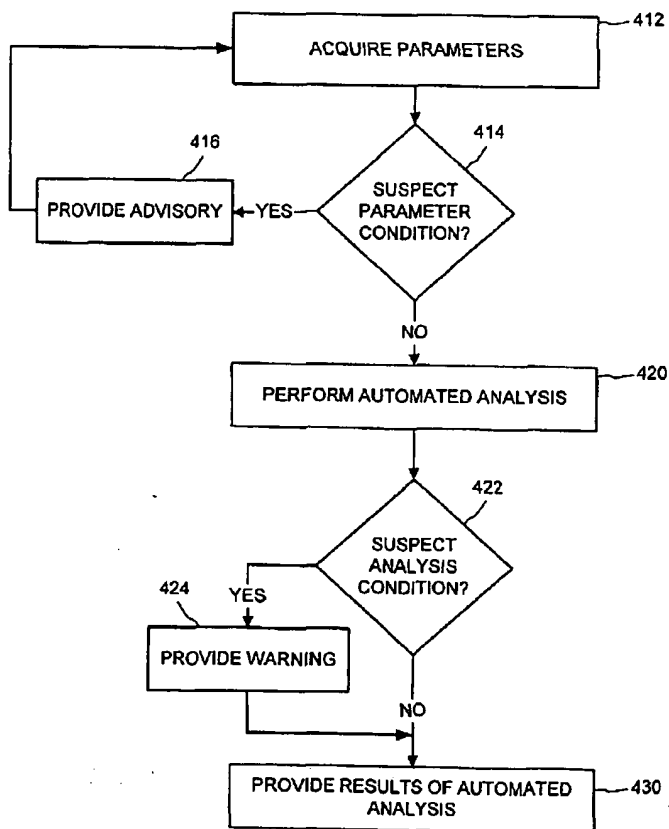 412
ACQUIRE PARAMETERS
414
416
SUSPECT
PARAMETER
CONDITION?
PROVIDE ADVISORY
YES
NO
420
PERFORM AUTOMATED ANALYSIS
422
SUSPECT
ANALYSIS
CONDITION?
YES
424
PROVIDE WARNING
NO
PROVIDE RESULTS OF AUTOMATED
ANALYSIS
430